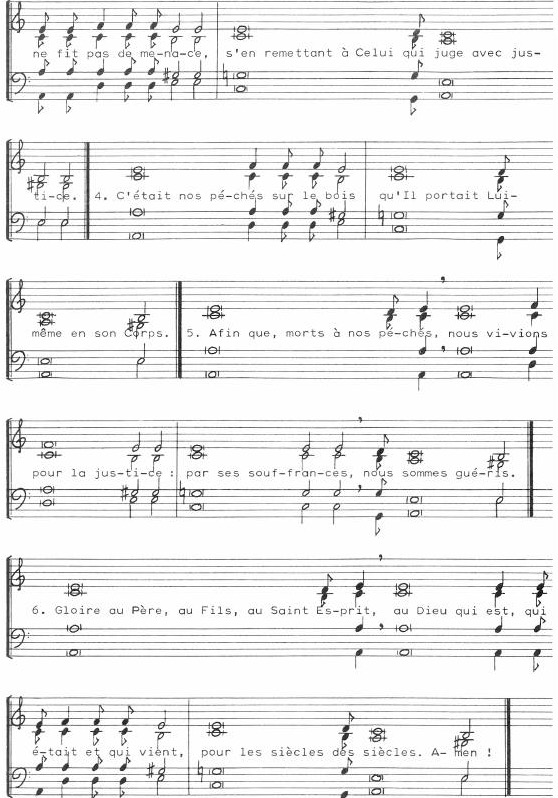 ne fit pas de me-na-ce, s'en remettant à Celui qui juge avec jus-
ti-ce. 4. C'était nos pé-chés sur le bois qu'Il portait Lui-
même en son Corps. 5. Afin que, morts à nos pé-chés, nous vi-vions
pour la jus-ti-ce : par ses souf-fran-ces, nous sommes gué-ris.
6. Gloire au Père, au Fils, au Saint Es-prit, au Dieu qui est, qui
é-tait et qui vient, pour les siècles des siècles. A- men !